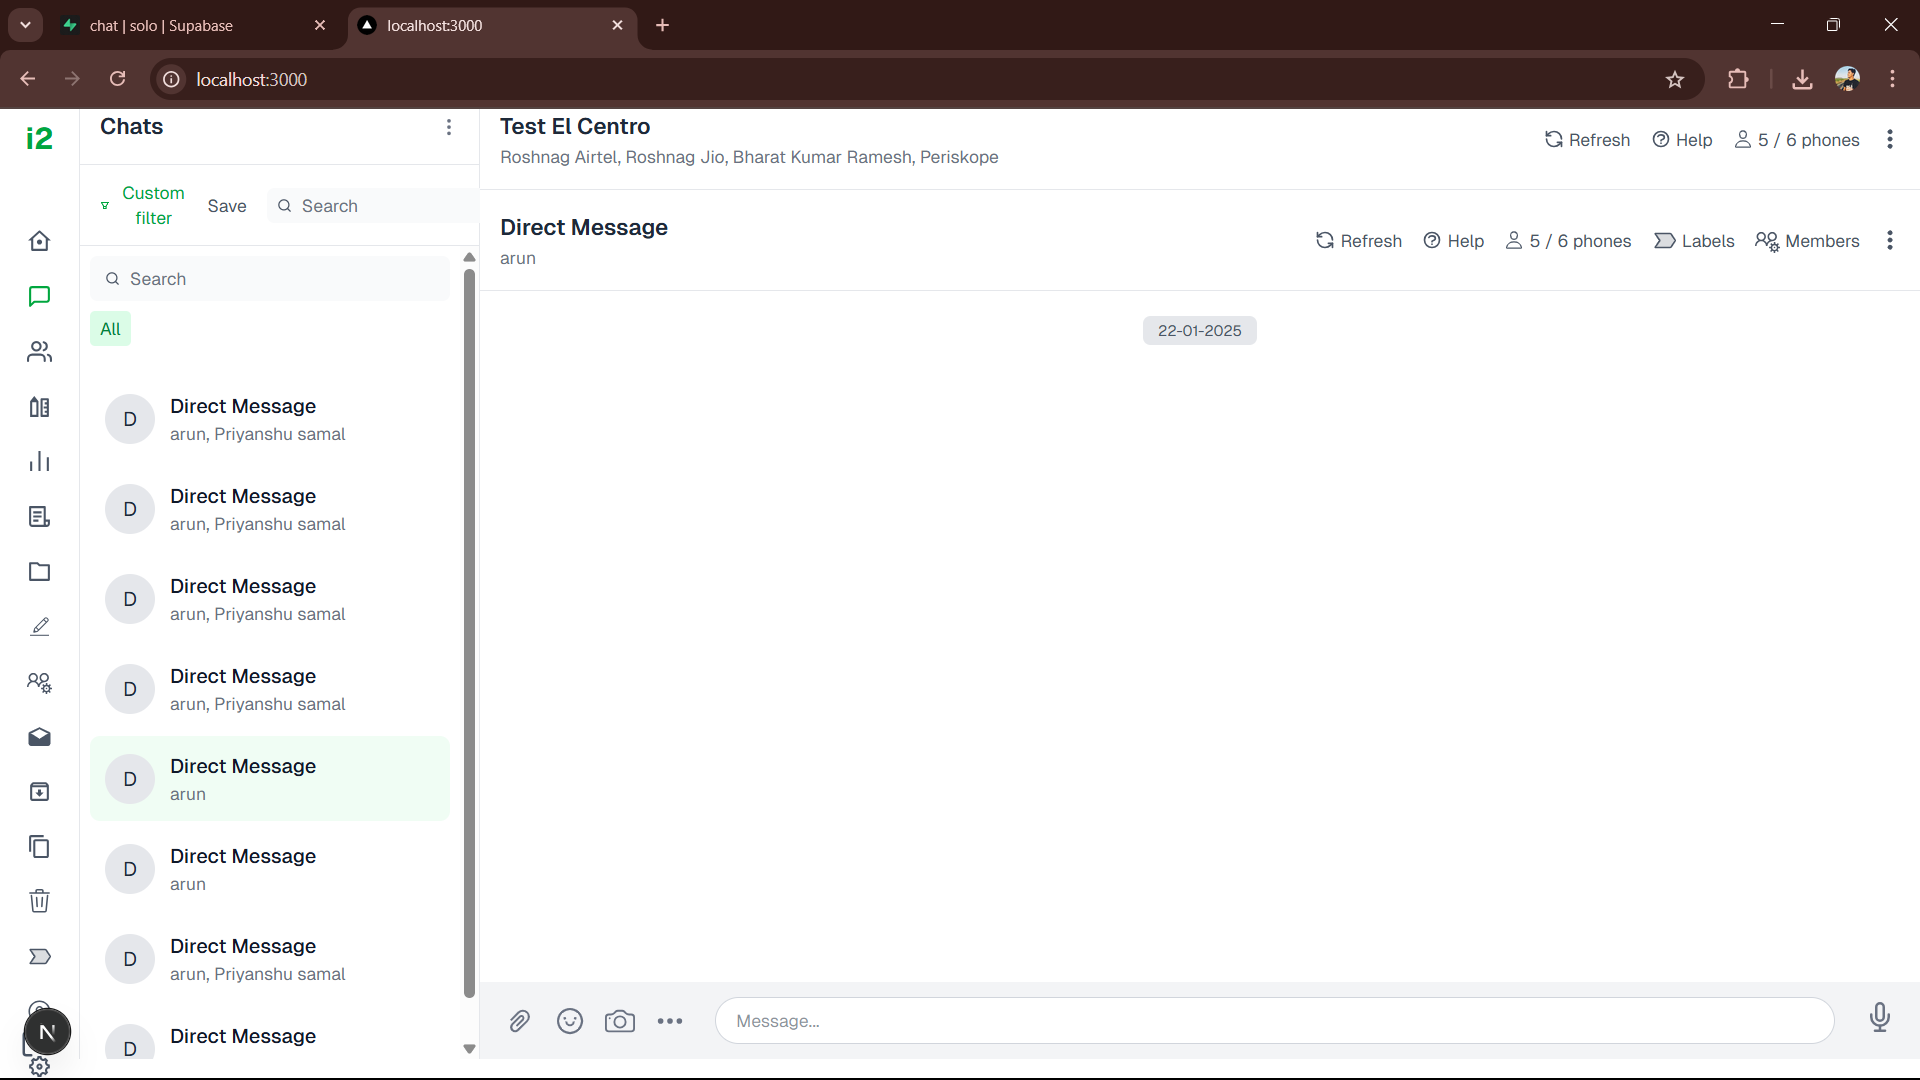 chat | solo | Supabase
localhost:3000
localhost:3000
i2
Chats
Custom
filter
Save
Search
Search
All
D
Direct Message
arun, Priyanshu samal
D
Direct Message
arun, Priyanshu samal
D
Direct Message
arun, Priyanshu samal
D
Direct Message
arun, Priyanshu samal
D
Direct Message
arun
D
Direct Message
arun
D
Direct Message
arun, Priyanshu samal
D
Direct Message
N
Test El Centro
Roshnag Airtel, Roshnag Jio, Bharat Kumar Ramesh, Periskope
Refresh
Help
5 / 6 phones
Direct Message
arun
Refresh
Help
5 / 6 phones
Labels
Members
22-01-2025
Message...